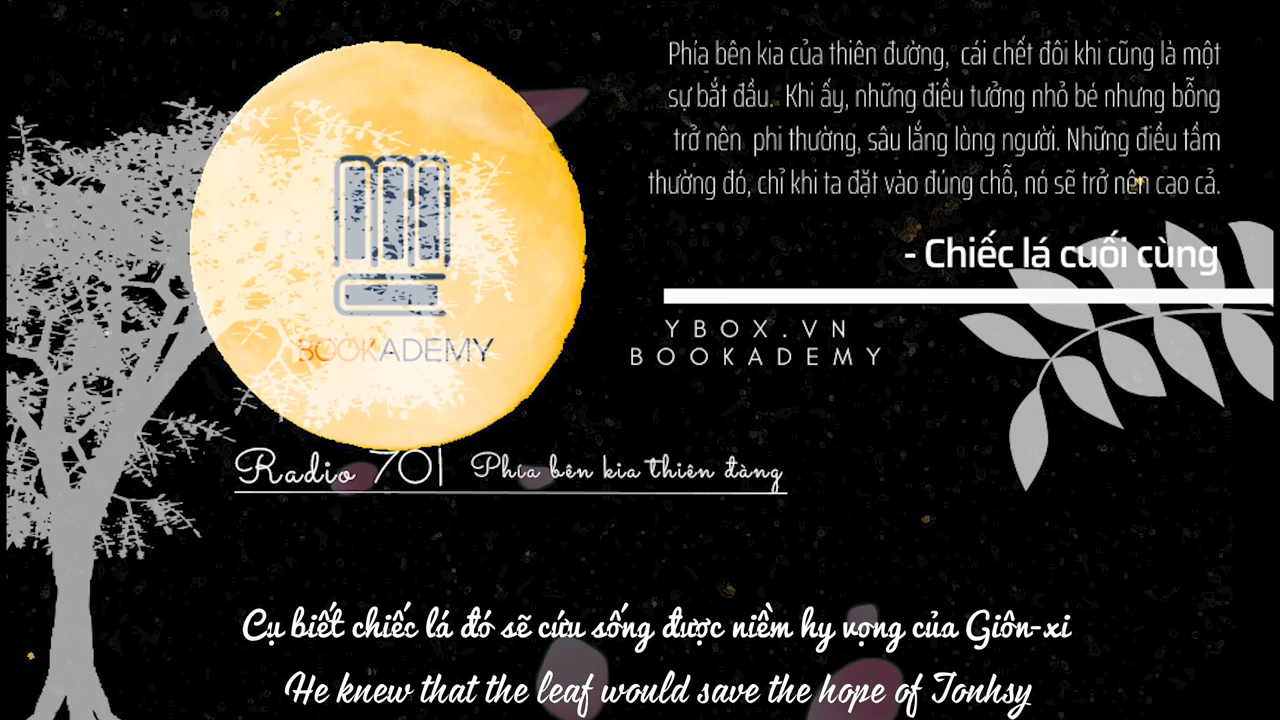 Phía bên kia của thiên đường, cái chết đôi khi cũng là một
sự bắt đầu. Khi ấy, những điều tưởng nhỏ bé nhưng bỗng
trở nên phi thường, sâu lắng lòng người. Những điều tầm
thường đó, chỉ khi ta đặt vào đúng chỗ, nó sẽ trở nên cao cả.
- Chiếc lá cuối cùng
YBOX.VN
BOOKADEMY
BOOKADEMY
Radio 701 Phía bên kia thiên đàng
Cụ biết chiếc lá đó sẽ cứu sống được niềm hy vọng của Giôn-xi
He knew that the leaf would save the hope of Jonhsy